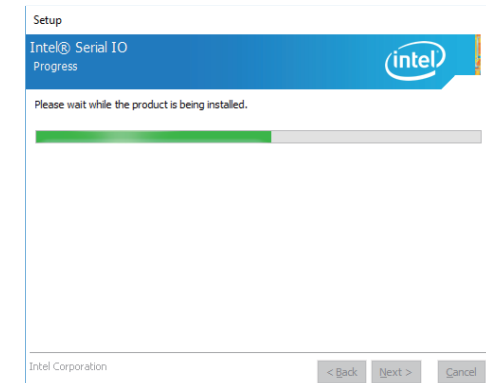 Setup
Intel® Serial IO
Progress
intel
Please wait while the product is being installed.
Intel Corporation
< Back Next > Cancel